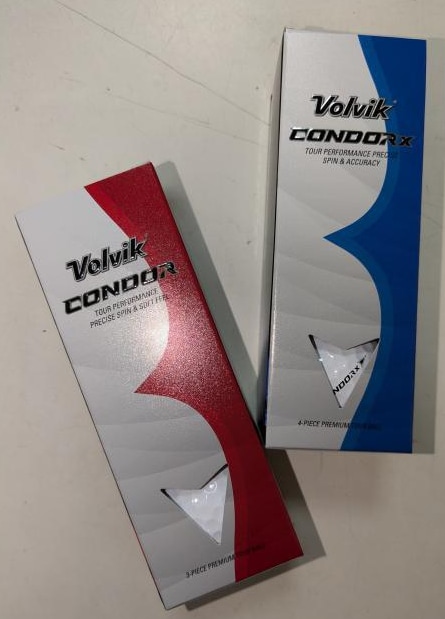 Volvik
CONDOR
TOUR PERFORMANCE
PRECISE SPIN & SOFT FEEL
3-PIECE PREMIUM
Volvik
CONDOR X
TOUR PERFORMANCE PRECISE
SPIN & ACCURACY
NDOR X
4-PIECE PREMIUM